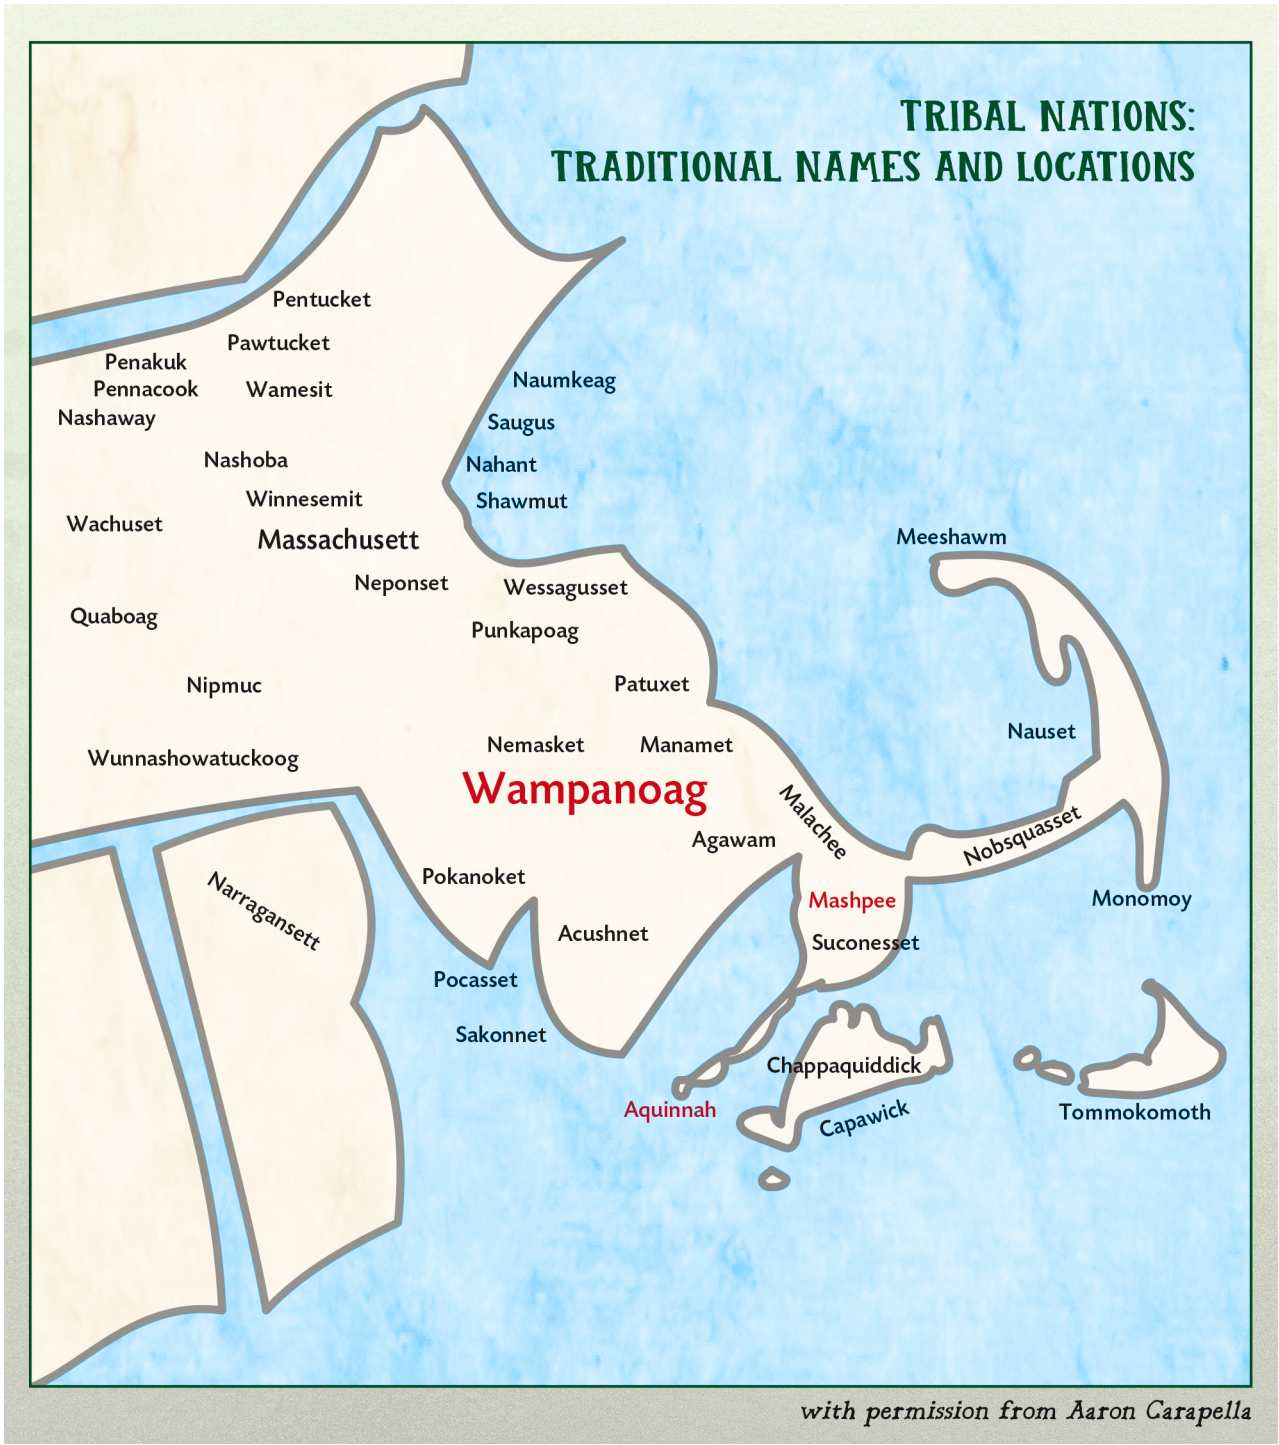 TRIBAL NATIONS:
TRADITIONAL NAMES AND LOCATIONS
Pentucket
Pawtucket
Penakuk
Pennacook
Wamesit
Nashaway
Naumkeag
Saugus
Nahant
Shawmut
Nashoba
Winnesemit
Wachuset
Massachusett
Meeshawm
Neponset
Wessagusset
Quaboag
Punkapoag
Nipmuc
Patuxet
Nauset
Nemasket
Manamet
Wunnashowatuckoog
Wampanoag
Malachee
Agawam
Nobsquasset
Pokanoket
Narragansett
Mashpee
Monomoy
Acushnet
Suconesset
Pocasset
Sakonnet
Chappaquiddick
Aquinnah
Capawick
Tommokomoth
with permission from Aaron Carapella